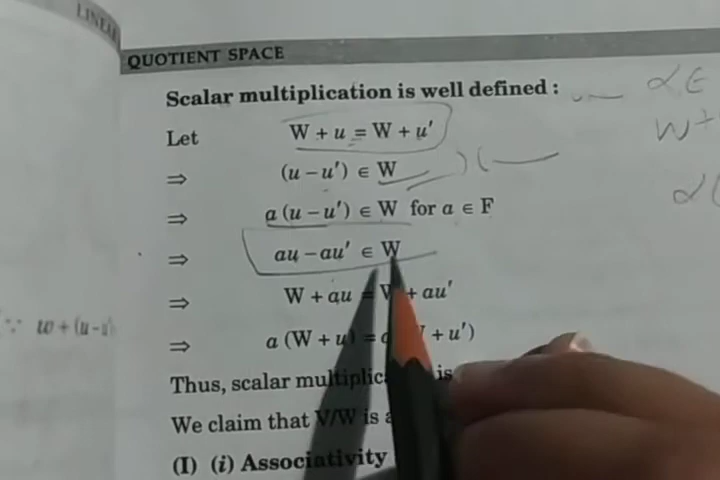 LINEAR
QUOTIENT SPACE
Scalar multiplication is well defined :
Let W + u = W + u'
⇒ (u – u') ∈ W
⇒ a (u – u') ∈ W for a ∈ F
⇒ au – au' ∈ W
⇒ W + au = W + au'
⇒ a (W + u) = + u')
Thus, scalar is
We claim that V/W is
(I) (i) Associativity
∵ w + (u – u'
α ∈
W +
α (